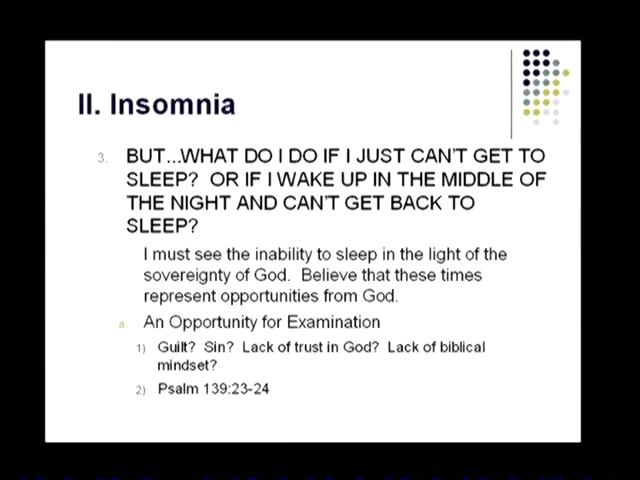 II. Insomnia
3. BUT...WHAT DO I DO IF I JUST CAN'T GET TO
SLEEP? OR IF I WAKE UP IN THE MIDDLE OF
THE NIGHT AND CAN'T GET BACK TO
SLEEP?
I must see the inability to sleep in the light of the
sovereignty of God. Believe that these times
represent opportunities from God.
a. An Opportunity for Examination
1) Guilt? Sin? Lack of trust in God? Lack of biblical
mindset?
2) Psalm 139:23-24